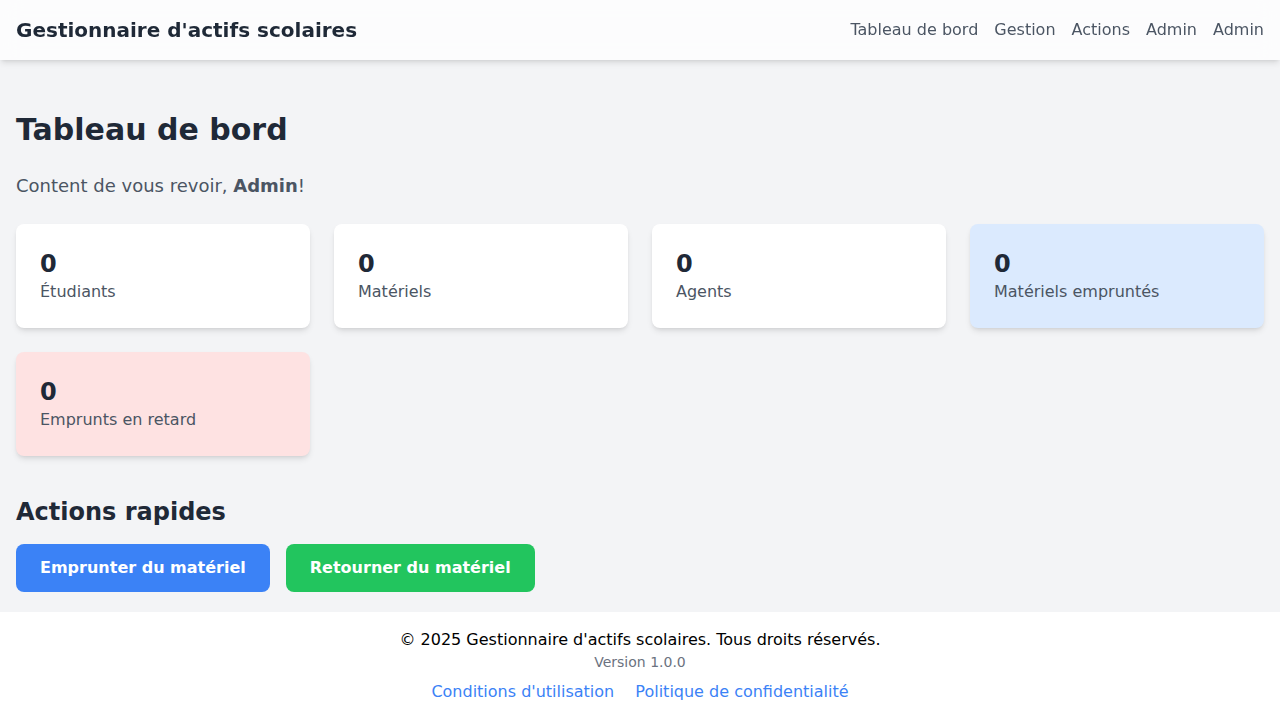 Gestionnaire d'actifs scolaires
Tableau de bord Gestion Actions Admin Admin
Tableau de bord
Content de vous revoir, Admin!
0
Étudiants
0
Matériels
0
Agents
0
Matériels empruntés
0
Emprunts en retard
Actions rapides
Emprunter du matériel
Retourner du matériel
© 2025 Gestionnaire d'actifs scolaires. Tous droits réservés.
Version 1.0.0
Conditions d'utilisation Politique de confidentialité